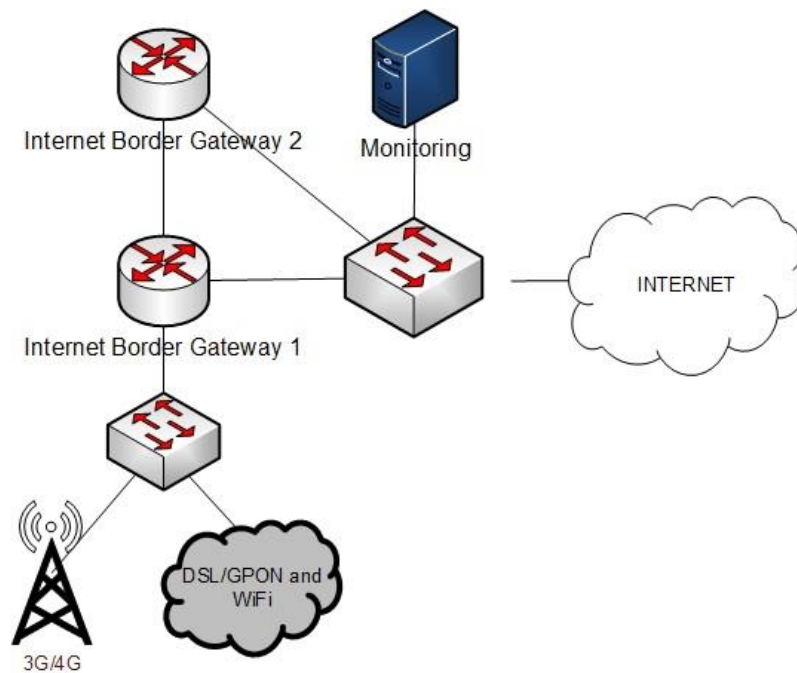 Internet Border Gateway 2
Monitoring
INTERNET
Internet Border Gateway 1
DSL/GPON and
WiFi
3G/4G